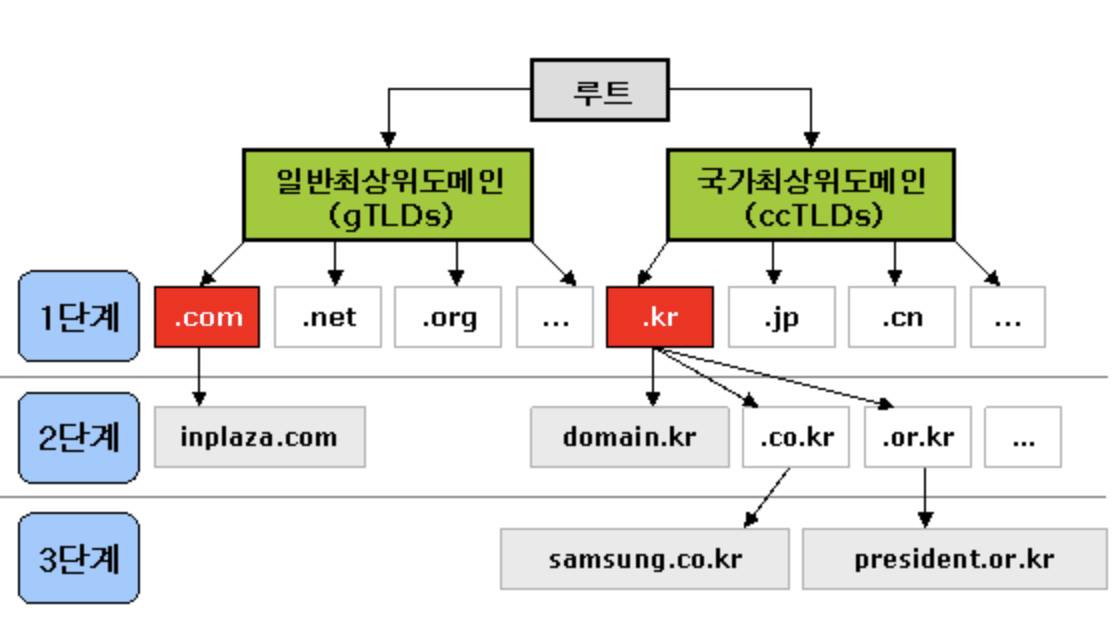 루트
일반최상위도메인
(gTLDs)
국가최상위도메인
(ccTLDs)
1단계
.com
.net
.org
...
.kr
.jp
.cn
...
2단계
inplaza.com
domain.kr
.co.kr
.or.kr
...
3단계
samsung.co.kr
president.or.kr